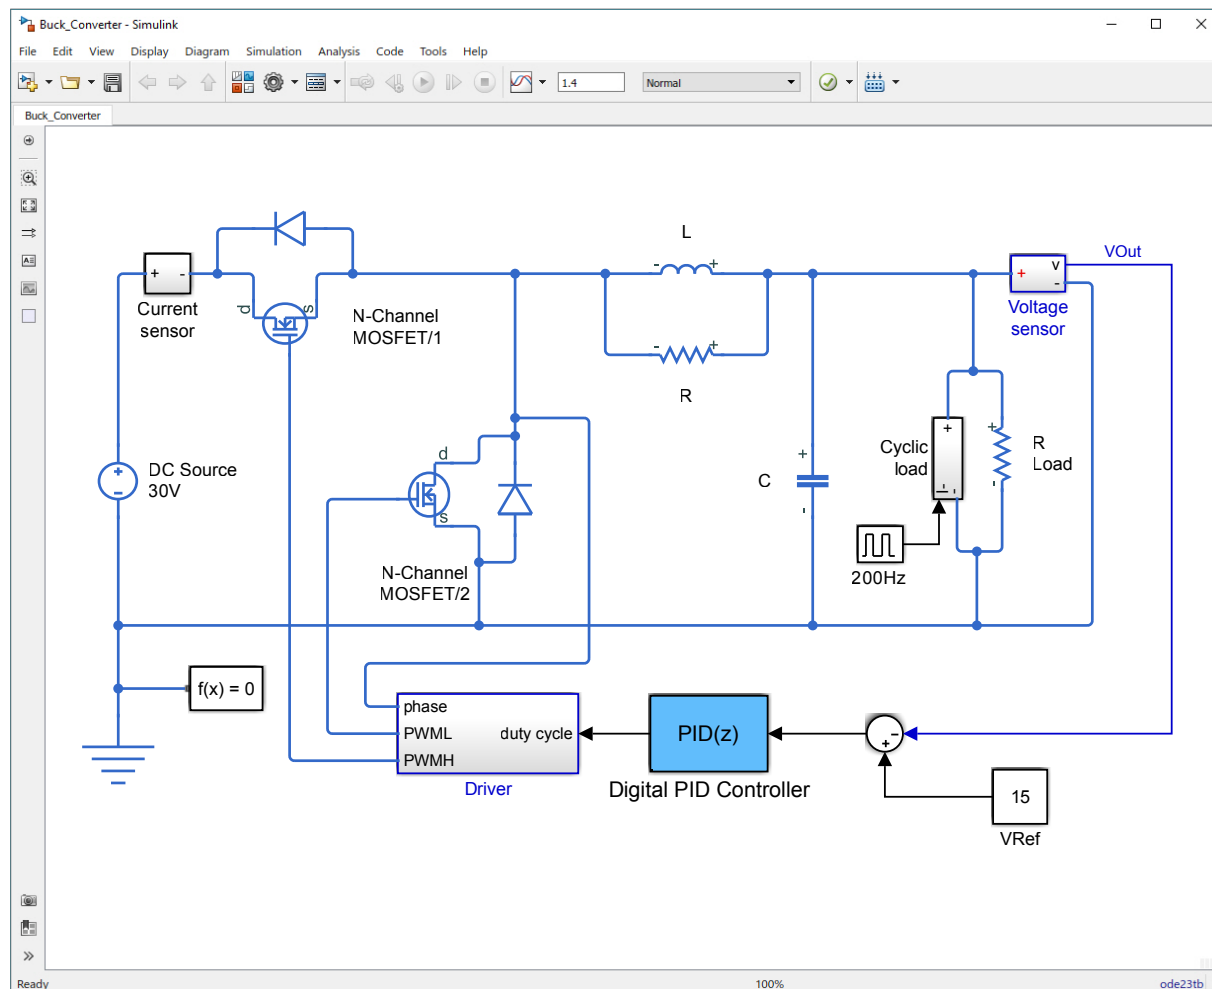 Buck_Converter - Simulink
File Edit View Display Diagram Simulation Analysis Code Tools Help
1.4 Normal
Buck_Converter
L
VOut
+ -
- +
+ v
-
Current
sensor
d
s
N-Channel
MOSFET/1
Voltage
sensor
- +
R
+
d
Cyclic
load
+
+
R
Load
DC Source
30V
+
-
C
+
-
-
-
s
200Hz
N-Channel
MOSFET/2
f(x) = 0
phase
PWML
PWMH
duty cycle
PID(z)
-
+
Driver
Digital PID Controller
15
VRef
Ready 100% ode23tb